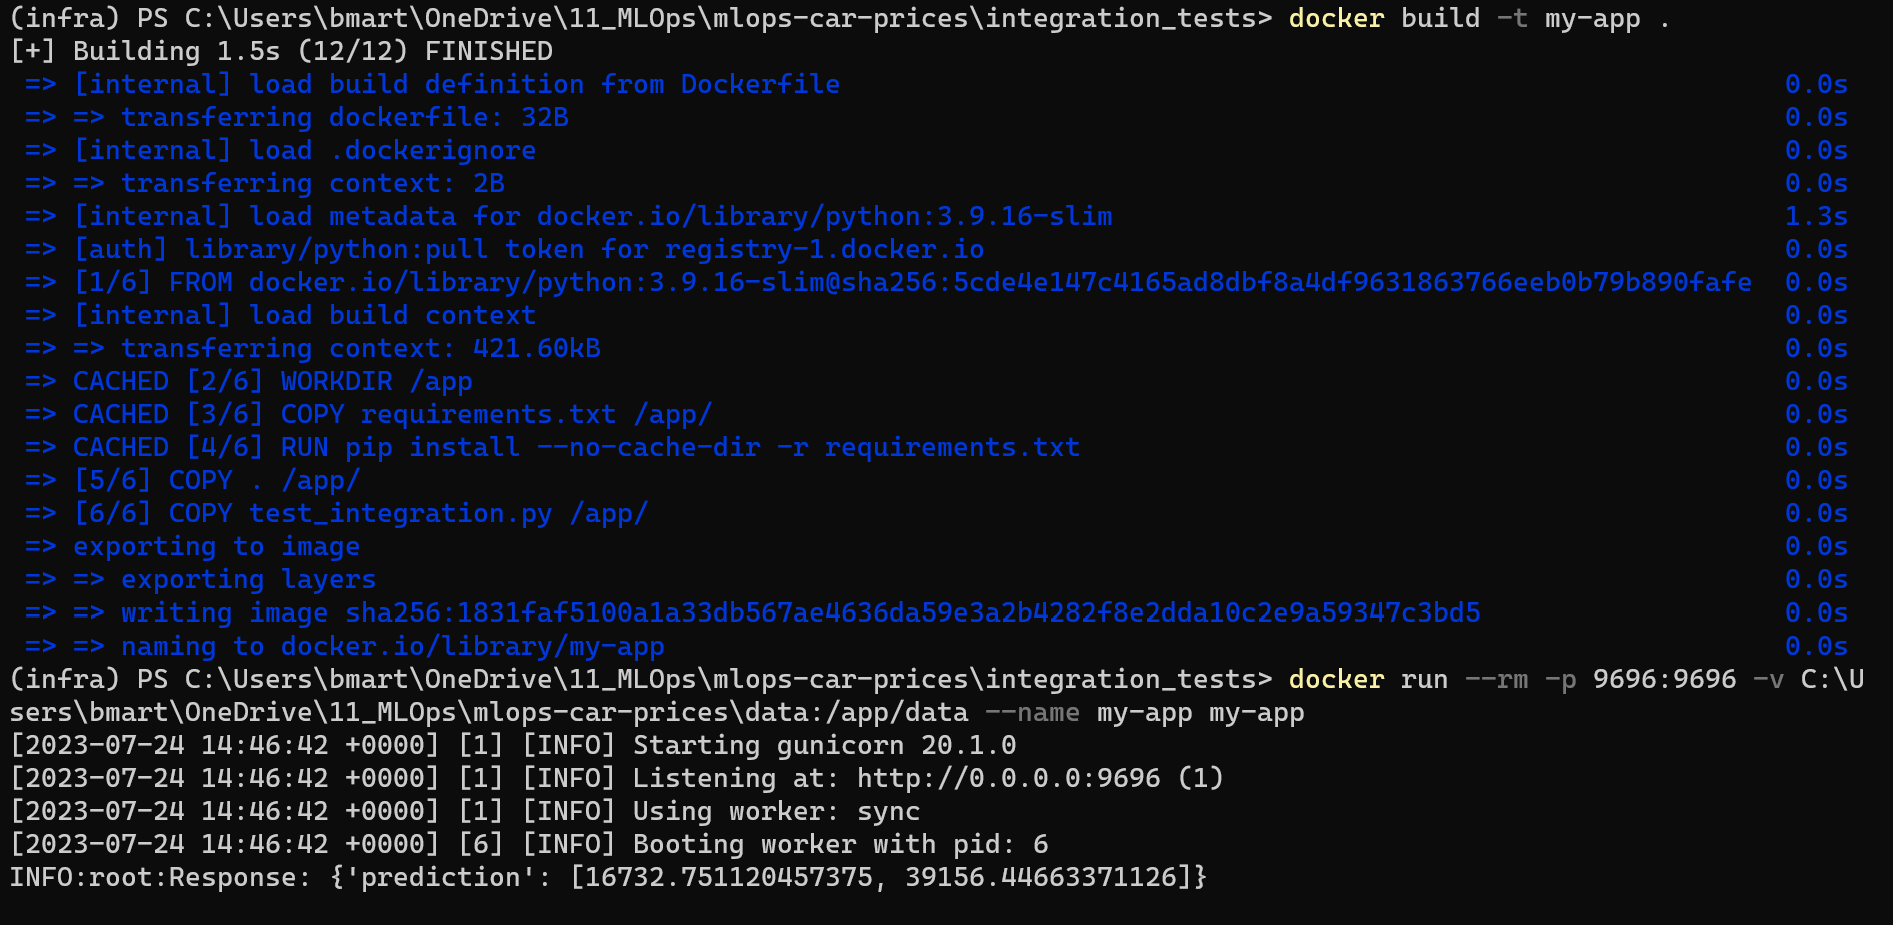 (infra) PS C:\Users\bmart\OneDrive\11_MLOps\mlops-car-prices\integration_tests> docker build -t my-app .
[+] Building 1.5s (12/12) FINISHED
=> [internal] load build definition from Dockerfile 0.0s
=> => transferring dockerfile: 32B 0.0s
=> [internal] load .dockerignore 0.0s
=> => transferring context: 2B 0.0s
=> [internal] load metadata for docker.io/library/python:3.9.16-slim 1.3s
=> [auth] library/python:pull token for registry-1.docker.io 0.0s
=> [1/6] FROM docker.io/library/python:3.9.16-slim@sha256:5cde4e147c4165ad8dbf8a4df9631863766eeb0b79b890fafe 0.0s
=> [internal] load build context 0.0s
=> => transferring context: 421.60kB 0.0s
=> CACHED [2/6] WORKDIR /app 0.0s
=> CACHED [3/6] COPY requirements.txt /app/ 0.0s
=> CACHED [4/6] RUN pip install --no-cache-dir -r requirements.txt 0.0s
=> [5/6] COPY . /app/ 0.0s
=> [6/6] COPY test_integration.py /app/ 0.0s
=> exporting to image 0.0s
=> => exporting layers 0.0s
=> => writing image sha256:1831faf5100a1a33db567ae4636da59e3a2b4282f8e2dda10c2e9a59347c3bd5 0.0s
=> => naming to docker.io/library/my-app 0.0s
(infra) PS C:\Users\bmart\OneDrive\11_MLOps\mlops-car-prices\integration_tests> docker run --rm -p 9696:9696 -v C:\U
sers\bmart\OneDrive\11_MLOps\mlops-car-prices\data:/app/data --name my-app my-app
[2023-07-24 14:46:42 +0000] [1] [INFO] Starting gunicorn 20.1.0
[2023-07-24 14:46:42 +0000] [1] [INFO] Listening at: http://0.0.0.0:9696 (1)
[2023-07-24 14:46:42 +0000] [1] [INFO] Using worker: sync
[2023-07-24 14:46:42 +0000] [6] [INFO] Booting worker with pid: 6
INFO:root:Response: {'prediction': [16732.751120457375, 39156.44663371126]}